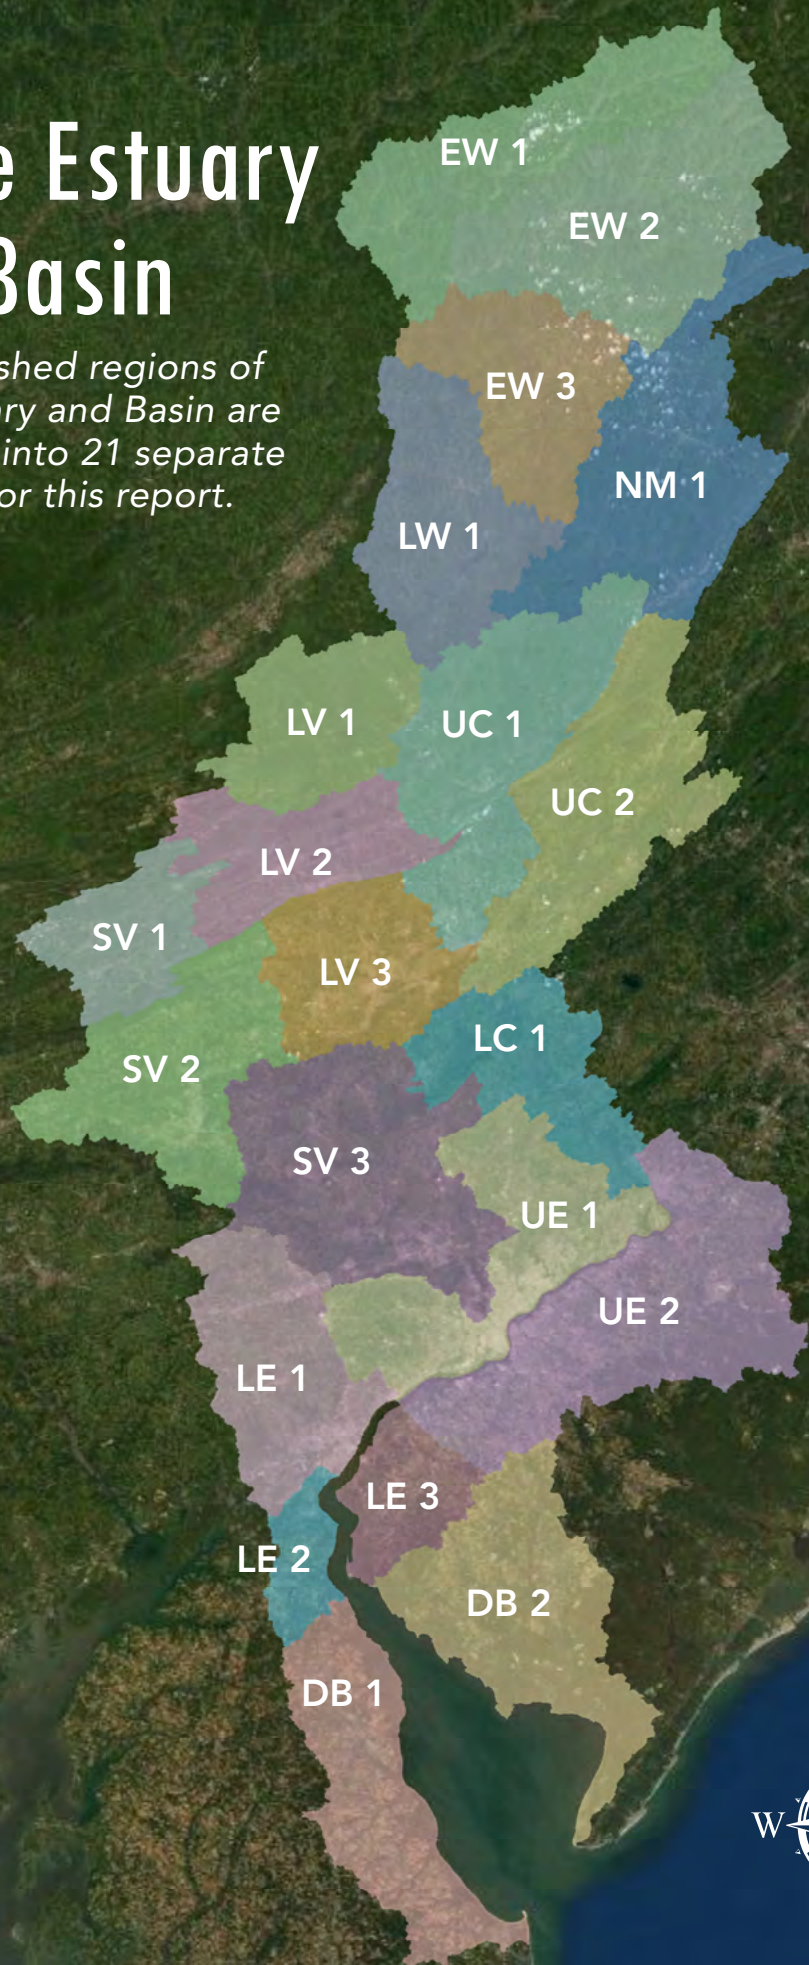 e Estuary
Basin
shed regions of
ary and Basin are
into 21 separate
or this report.
EW 1
EW 2
EW 3
NM 1
LW 1
LV 1
UC 1
UC 2
LV 2
SV 1
LV 3
LC 1
SV 2
SV 3
UE 1
UE 2
LE 1
LE 3
LE 2
DB 2
DB 1
W